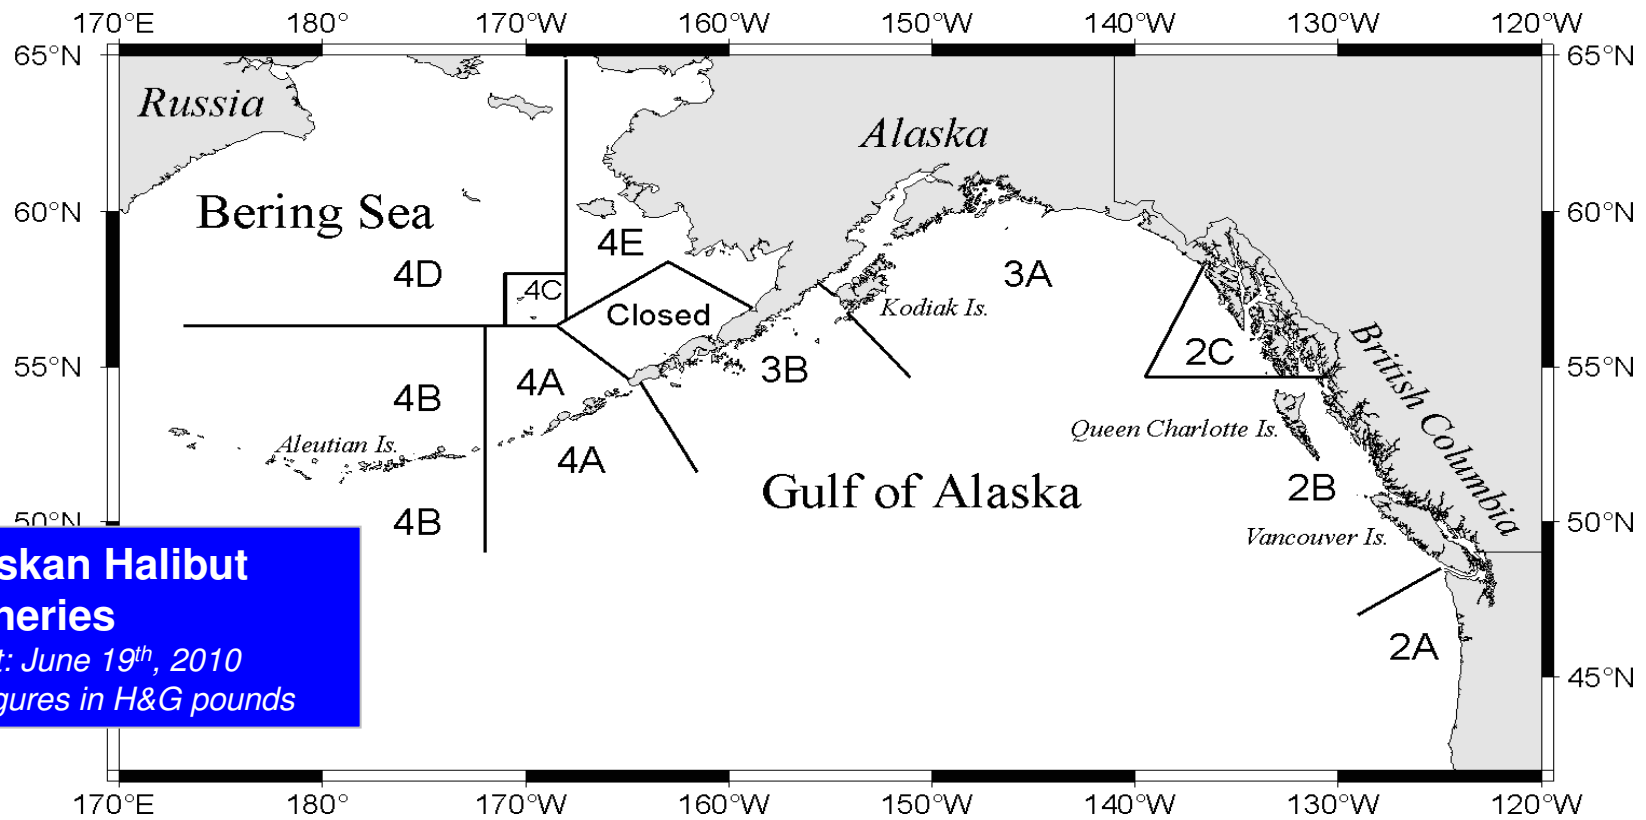 170°E 180° 170°W 160°W 150°W 140°W 130°W 120°W
65°N 65°N
Russia
Alaska
Bering Sea
60°N 60°N
4E
4D
3A
4C
Closed
Kodiak Is.
2C
British Columbia
55°N 55°N
3B
4A
4B
Queen Charlotte Is.
Aleutian Is.
4A
Gulf of Alaska
2B
4B
50°N 50°N
Vancouver Is.
skan Halibut
neries
t: June 19th, 2010
gures in H&G pounds
2A
45°N
170°E 180° 170°W 160°W 150°W 140°W 130°W 120°W